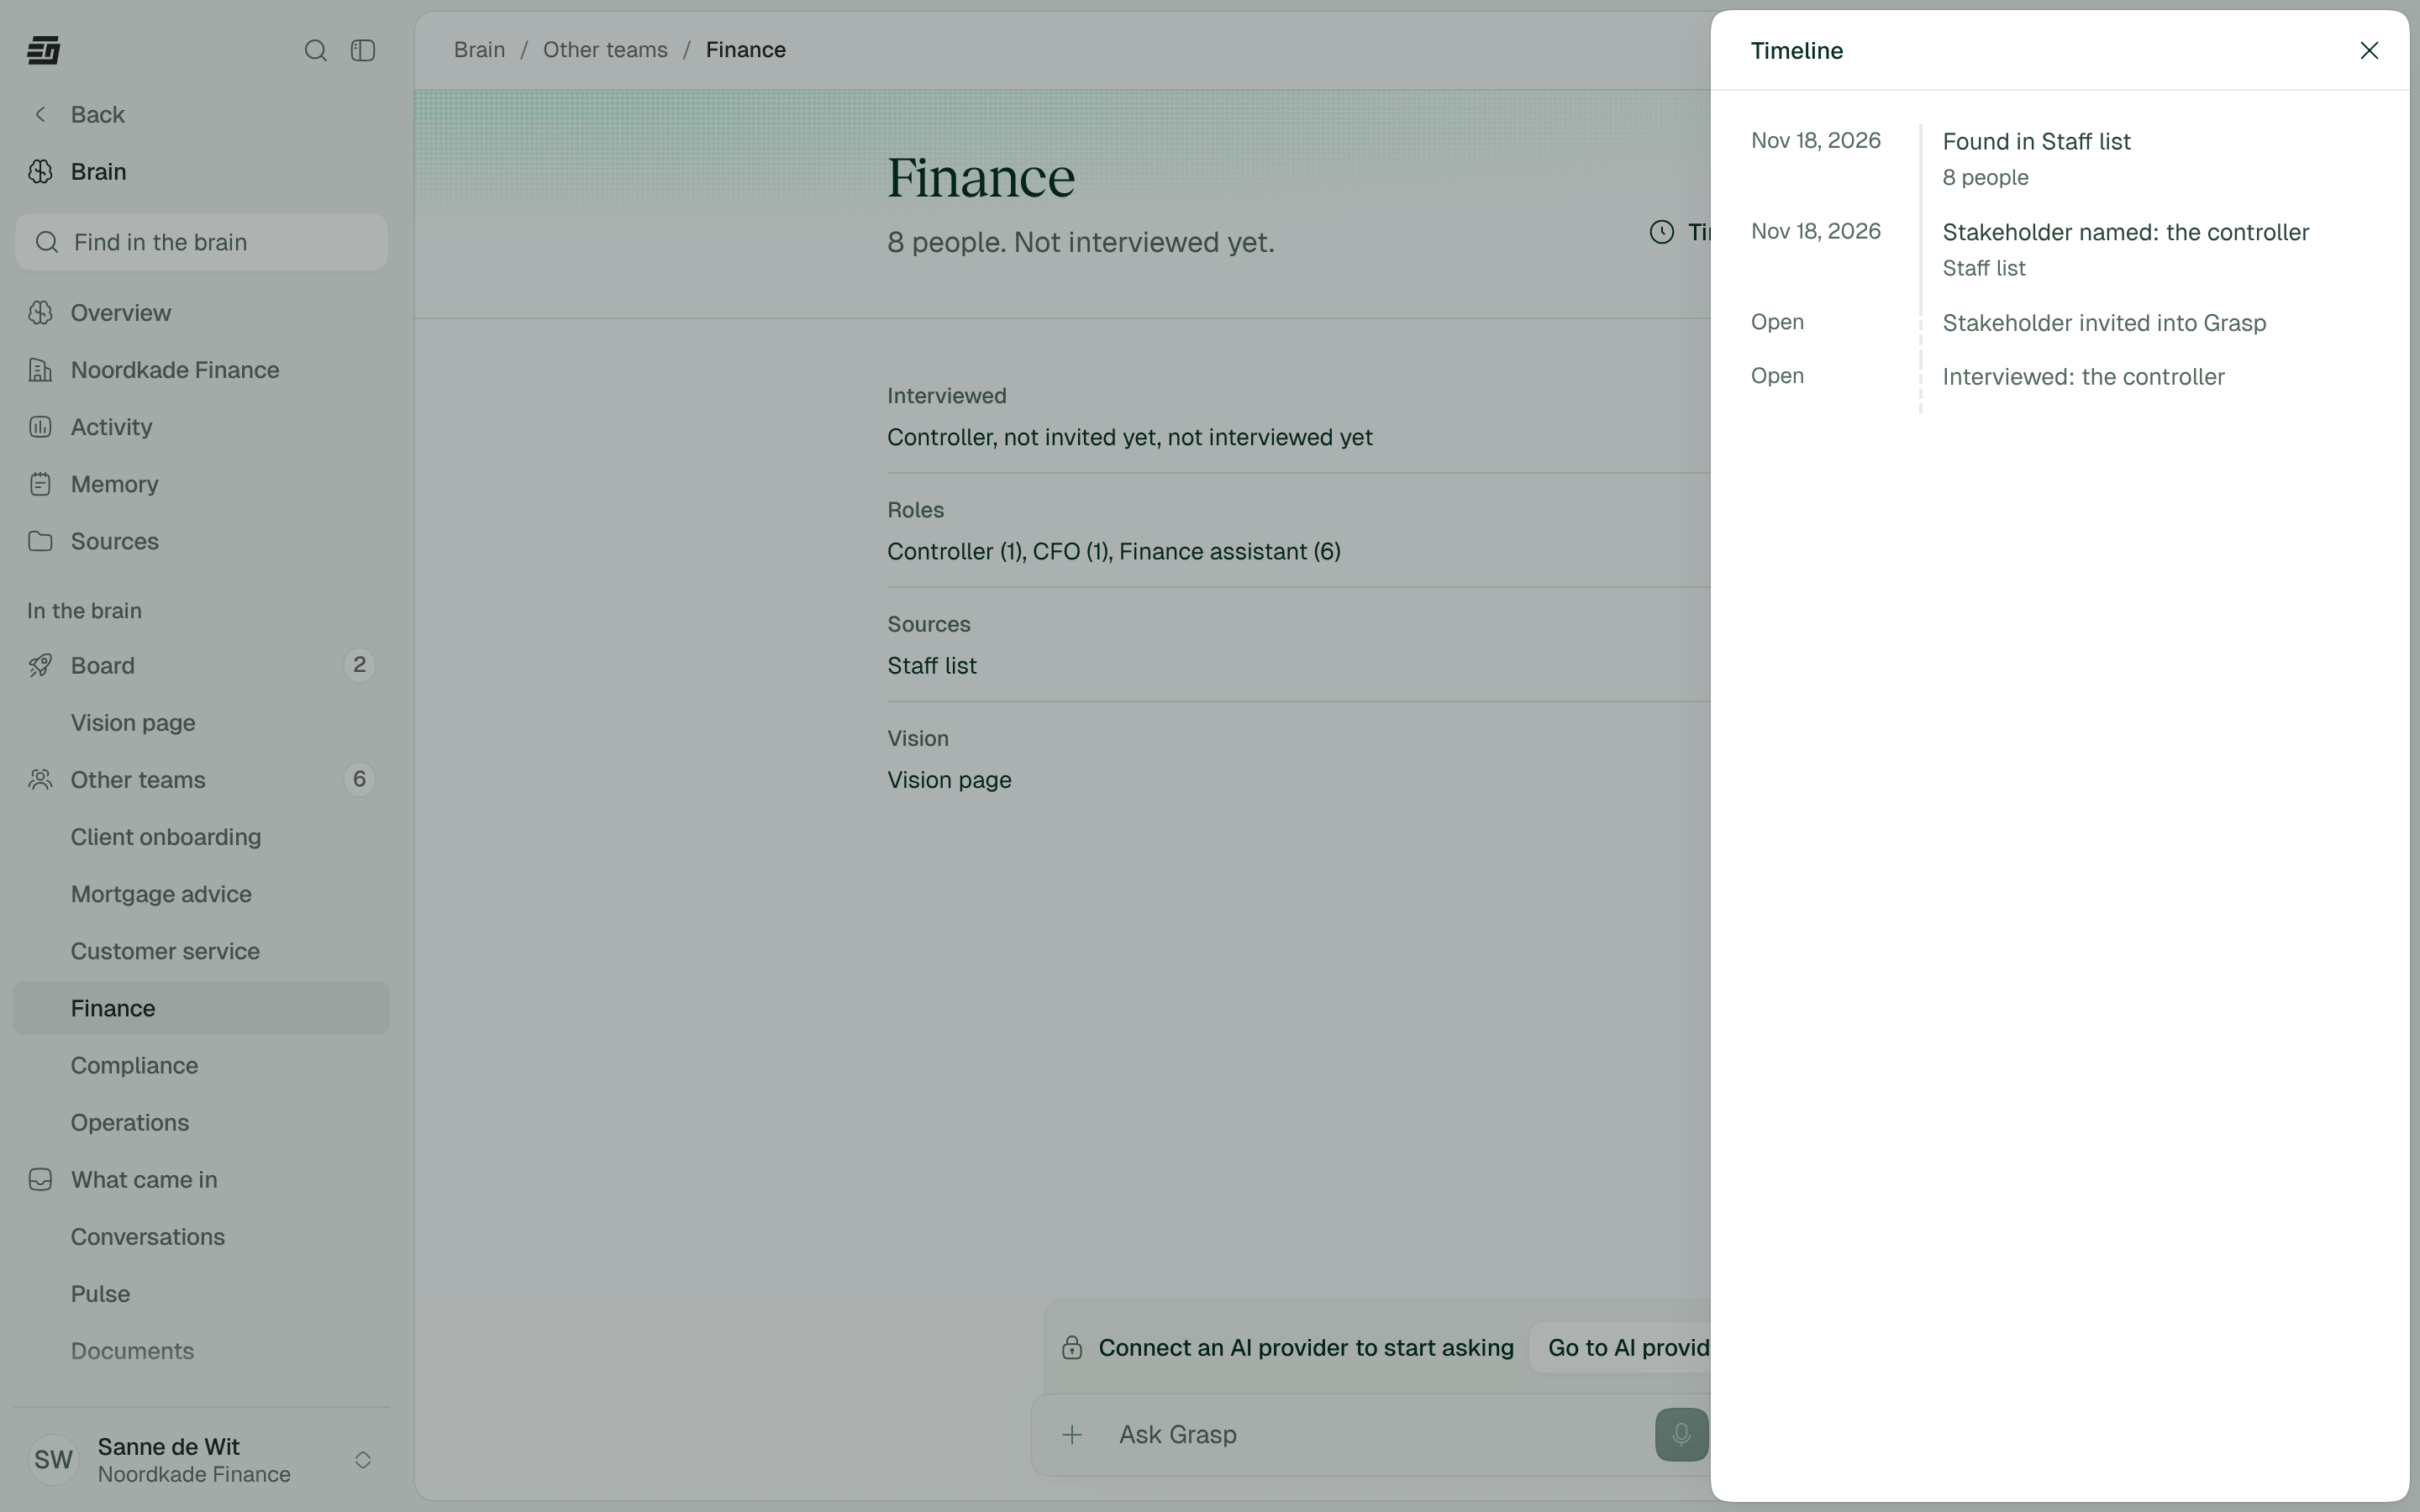 Back
Brain
Find in the brain
Overview
Noordkade Finance
Activity
Memory
Sources
In the brain
Board 2
Vision page
Other teams 6
Client onboarding
Mortgage advice
Customer service
Finance
Compliance
Operations
What came in
Conversations
Pulse
Documents
SW
Sanne de Wit
Noordkade Finance
Brain / Other teams / Finance
Finance
8 people. Not interviewed yet.
Interviewed
Controller, not invited yet, not interviewed yet
Roles
Controller (1), CFO (1), Finance assistant (6)
Sources
Staff list
Vision
Vision page
Connect an AI provider to start asking
Go to AI provid
Ask Grasp
Timeline
Nov 18, 2026 Found in Staff list
8 people
Nov 18, 2026 Stakeholder named: the controller
Staff list
Open Stakeholder invited into Grasp
Open Interviewed: the controller